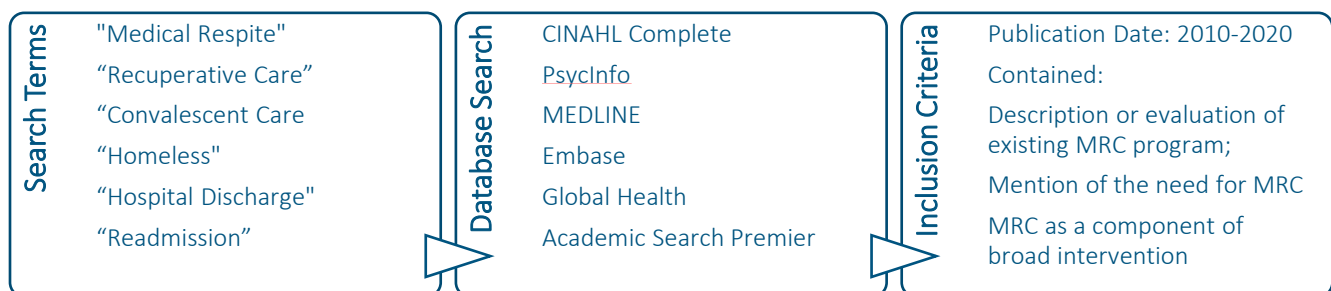 Search Terms
"Medical Respite"
“Recuperative Care”
“Convalescent Care
“Homeless"
“Hospital Discharge"
“Readmission”
Database Search
CINAHL Complete
PsycInfo
MEDLINE
Embase
Global Health
Academic Search Premier
Inclusion Criteria
Publication Date: 2010-2020
Contained:
Description or evaluation of
existing MRC program;
Mention of the need for MRC
MRC as a component of
broad intervention